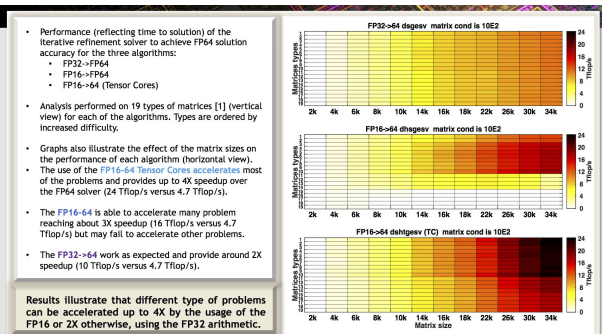 • Performance (reflecting time to solution) of the
iterative refinement solver to achieve FP64 solution
accuracy for the three algorithms:
• FP32->FP64
• FP16->FP64
• FP16->64 (Tensor Cores)
• Analysis performed on 19 types of matrices [1] (vertical
view) for each of the algorithms. Types are ordered by
increased difficulty.
• Graphs also illustrate the effect of the matrix sizes on
the performance of each algorithm (horizontal view).
• The use of the FP16-64 Tensor Cores accelerates most
of the problems and provides up to 4X speedup over
the FP64 solver (24 Tflop/s versus 4.7 Tflop/s).
• The FP16-64 is able to accelerate many problem
reaching about 3X speedup (16 Tflop/s versus 4.7
Tflop/s) but may fail to accelerate other problems.
• The FP32->64 work as expected and provide around 2X
speedup (10 Tflop/s versus 4.7 Tflop/s).
Results illustrate that different type of problems
can be accelerated up to 4X by the usage of the
FP16 or 2X otherwise, using the FP32 arithmetic.
FP32->64 dsgesv matrix cond is 10E2
Matrices types
2k 4k 6k 8k 10k 14k 16k 18k 22k 26k 30k 34k
24
20
16
12
8
4
0
Tflop/s
FP16->64 dhgesv matrix cond is 10E2
Matrices types
2k 4k 6k 8k 10k 14k 16k 18k 22k 26k 30k 34k
24
20
16
12
8
4
0
Tflop/s
FP16->64 dshtgesv (TC) matrix cond is 10E2
Matrices types
2k 4k 6k 8k 10k 14k 16k 18k 22k 26k 30k 34k
Matrix size
24
20
16
12
8
4
0
Tflop/s